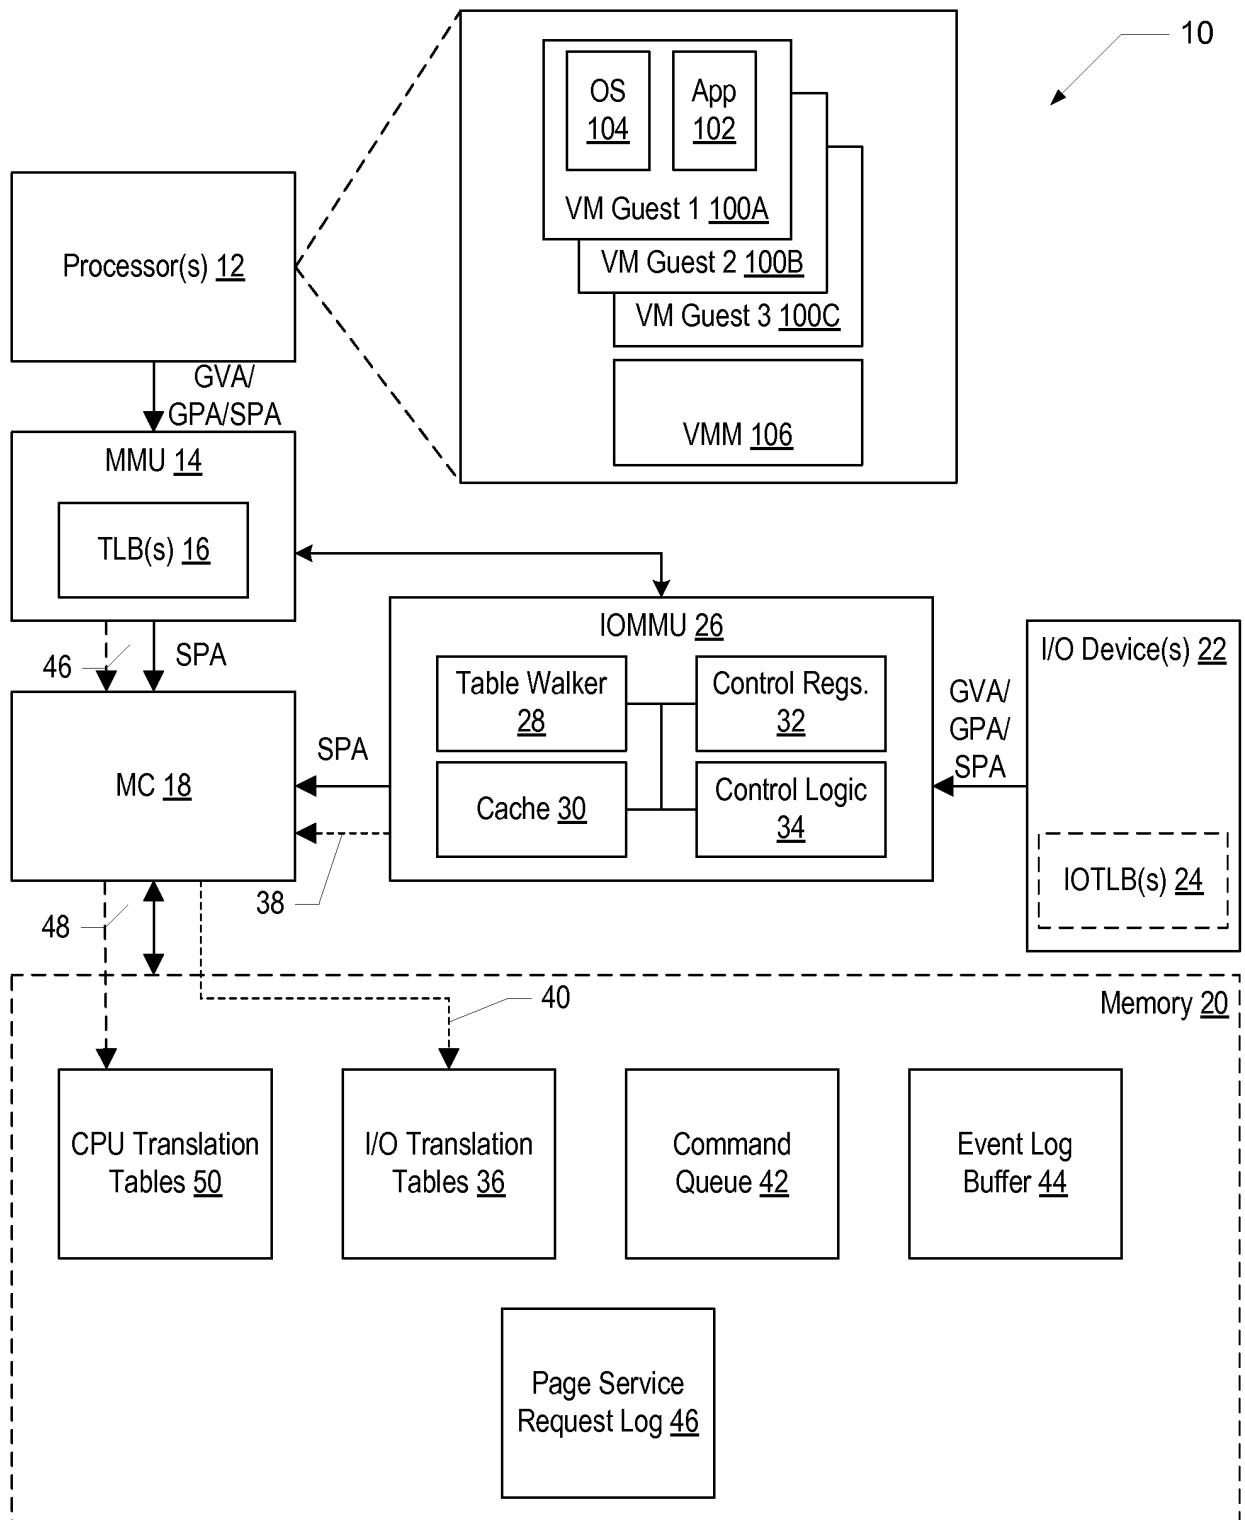 10
OS
104
App
102
VM Guest 1 100A
VM Guest 2 100B
VM Guest 3 100C
VMM 106
Processor(s) 12
GVA/
GPA/SPA
MMU 14
TLB(s) 16
46
SPA
MC 18
IOMMU 26
Table Walker
28
Control Regs.
32
Cache 30
Control Logic
34
SPA
38
GVA/
GPA/
SPA
I/O Device(s) 22
IOTLB(s) 24
48
40
Memory 20
CPU Translation
Tables 50
I/O Translation
Tables 36
Command
Queue 42
Event Log
Buffer 44
Page Service
Request Log 46